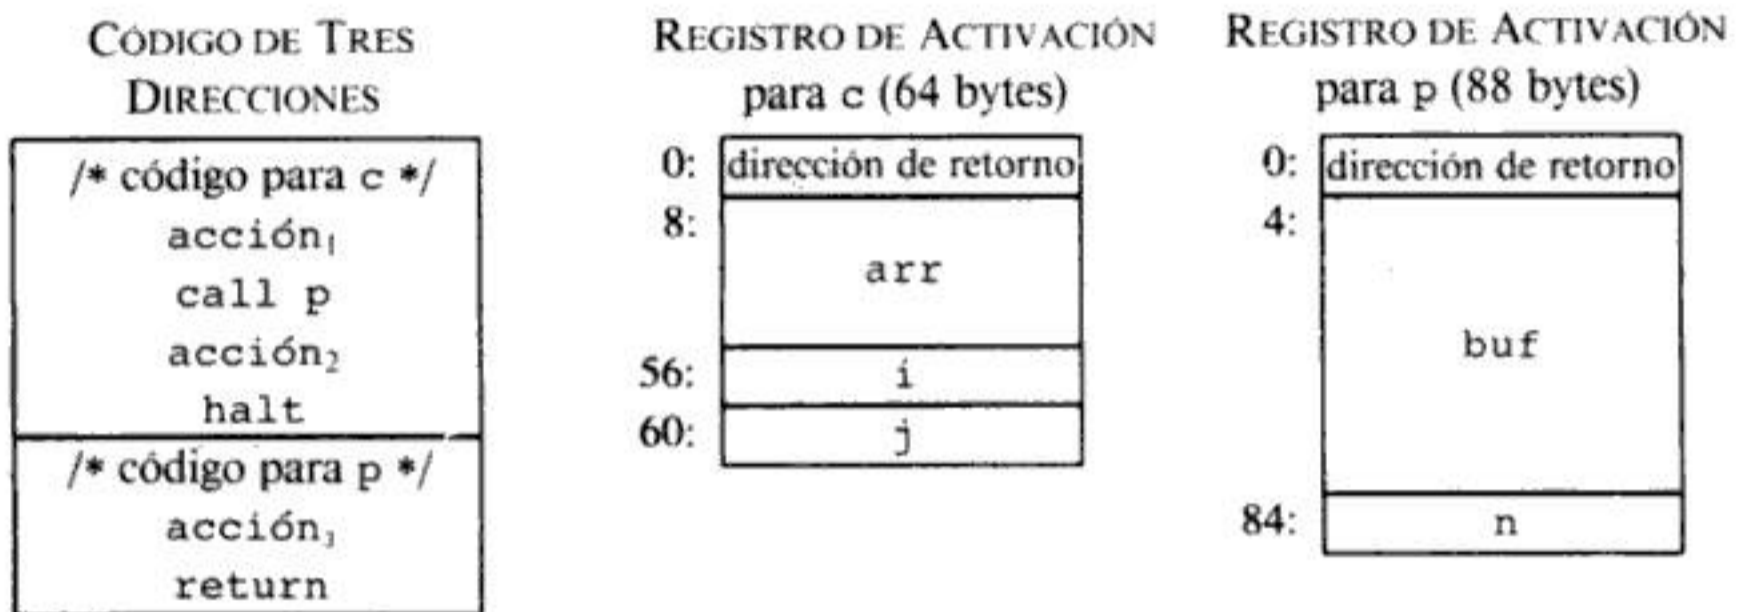 CÓDIGO DE TRES
DIRECCIONES
/* código para c */
acción₁
call p
acción₂
halt
/* código para p */
acción₃
return
REGISTRO DE ACTIVACIÓN
para c (64 bytes)
0: dirección de retorno
8: arr
56: i
60: j
REGISTRO DE ACTIVACIÓN
para p (88 bytes)
0: dirección de retorno
4: buf
84: n